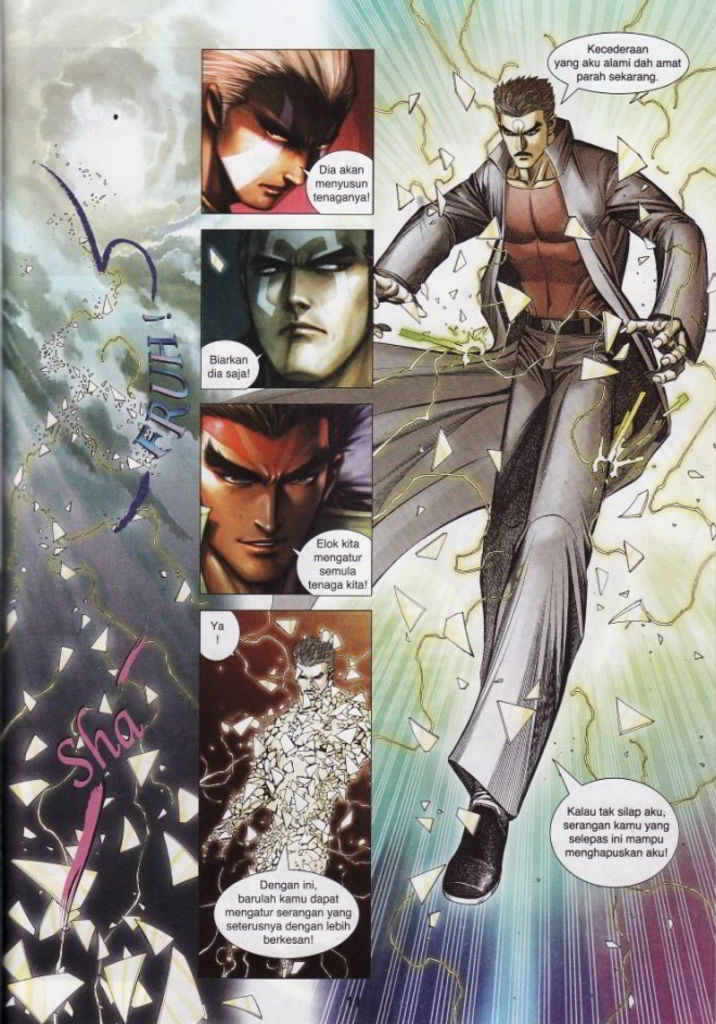 Kecederaan
yang aku alami dah amat
parah sekarang.
Dia akan
menyusun
tenaganya!
Biarkan
dia saja!
FRUH!
Elok kita
mengatur
semula
tenaga kita!
Ya
!
Sha
Dengan ini,
barulah kamu dapat
mengatur serangan yang
seterusnya dengan lebih
berkesan!
Kalau tak silap aku,
serangan kamu yang
selepas ini mampu
menghapuskan aku!